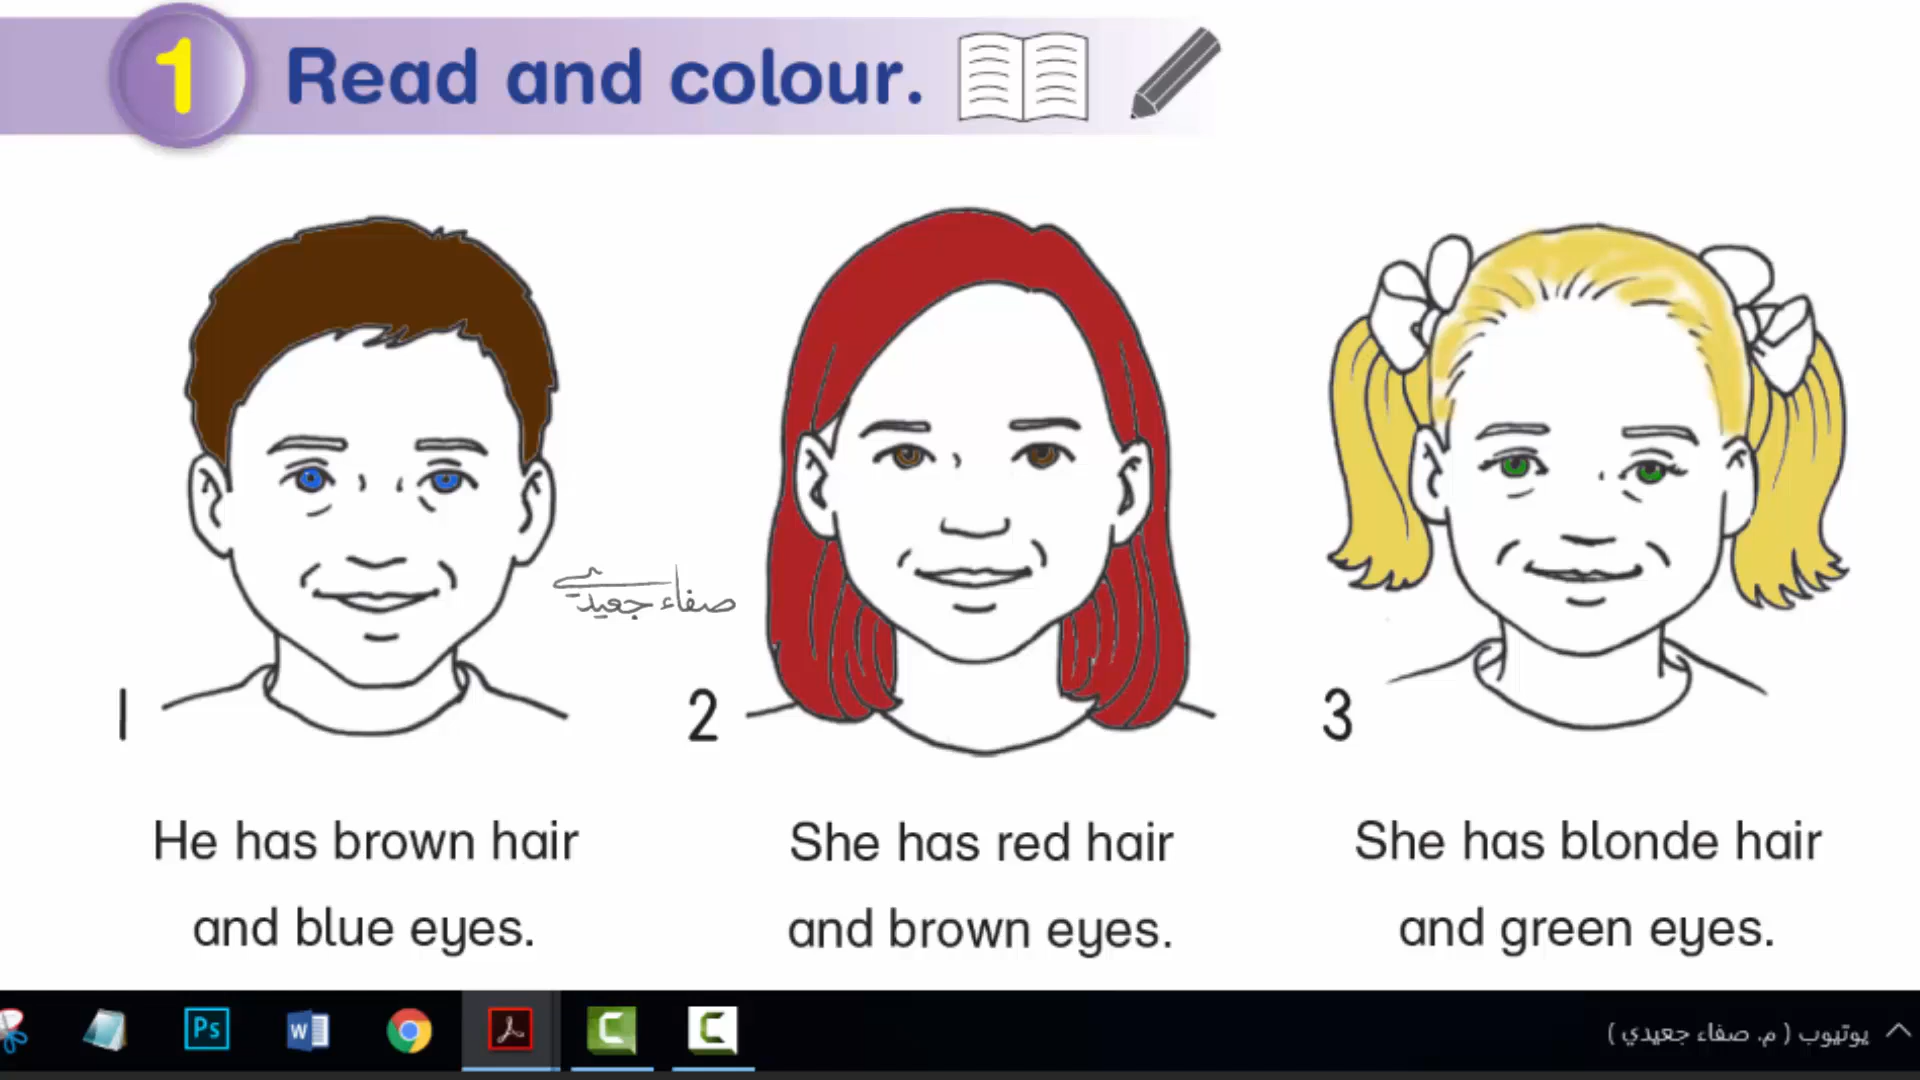 1 Read and colour.
صفاء جعيدي
1
2
3
He has brown hair
and blue eyes.
She has red hair
and brown eyes.
She has blonde hair
and green eyes.
Ps
W
يوتيوب ( م. صفاء جعيدي )